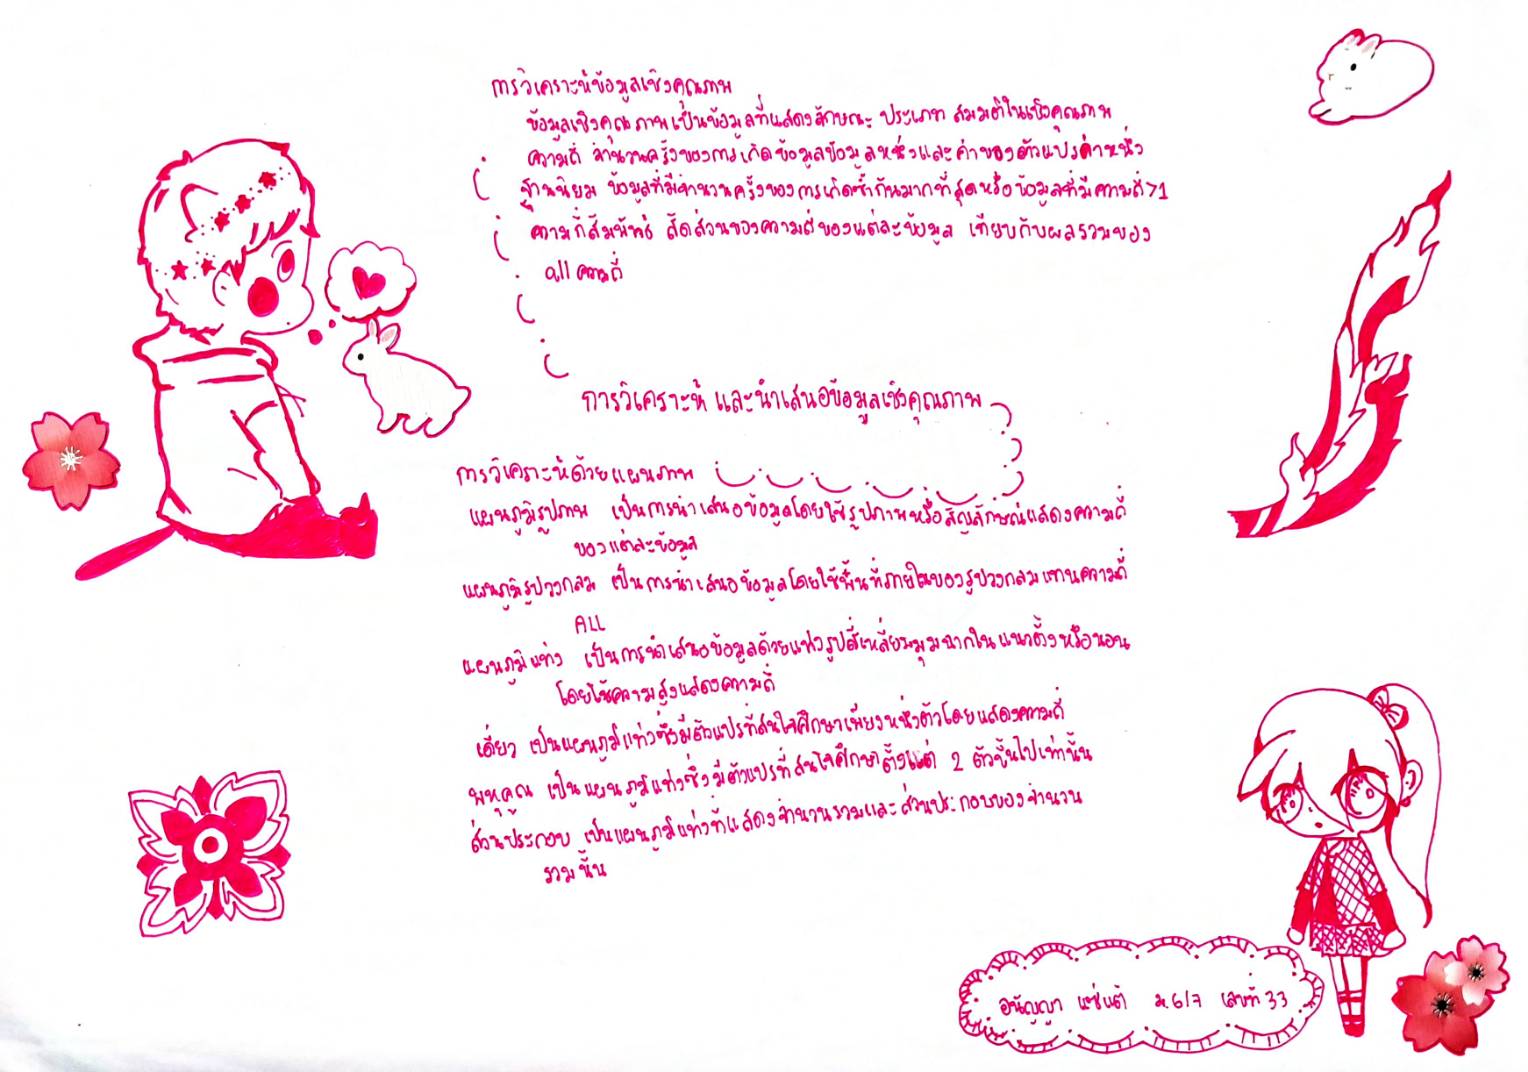 การวิเคราะห์ข้อมูลเชิงคุณภาพ
ข้อมูลเชิงคุณภาพเป็นข้อมูลที่แสดงลักษณะ ประเภท สมบัติในเชิงคุณภาพ
ความถี่ จำนวนครั้งของการเกิดข้อมูลข้อมูลหนึ่งและค่าของตัวแปรค่าหนึ่ง
ฐานนิยม ข้อมูลที่มีจำนวนครั้งของการเกิดซ้ำกันมากที่สุดหรือข้อมูลที่มีความถี่>1
ความถี่สัมพัทธ์ สัดส่วนของความถี่ของแต่ละข้อมูล เทียบกับผลรวมของ
all ความถี่
การวิเคราะห์ และนำเสนอข้อมูลเชิงคุณภาพ
การวิเคราะห์ด้วยแผนภาพ
แผนภูมิรูปภาพ เป็นการนำเสนอข้อมูลโดยใช้รูปภาพหรือสัญลักษณ์แสดงความถี่
ของแต่ละข้อมูล
แผนภูมิรูปวงกลม เป็นการนำเสนอข้อมูลโดยใช้พื้นที่ภายในของรูปวงกลมแทนความถี่
ALL
แผนภูมิแท่ง เป็นการนำเสนอข้อมูลด้วยแท่งรูปสี่เหลี่ยมมุมฉากในแนวตั้งหรือนอน
โดยใช้ความสูงแสดงความถี่
เดี่ยว เป็นแผนภูมิแท่งซึ่งมีตัวแปรที่สนใจศึกษาเพียงหนึ่งตัวโดยแสดงความถี่
พหุคูณ เป็นแผนภูมิแท่งซึ่งมีตัวแปรที่สนใจศึกษาตั้งแต่ 2 ตัวขึ้นไปเท่านั้น
ส่วนประกอบ เป็นแผนภูมิแท่งที่แสดงจำนวนรวมและส่วนประกอบของจำนวน
รวมนั้น
อนัญญา แซ่แต้ ม.6/7 เลขที่ 33